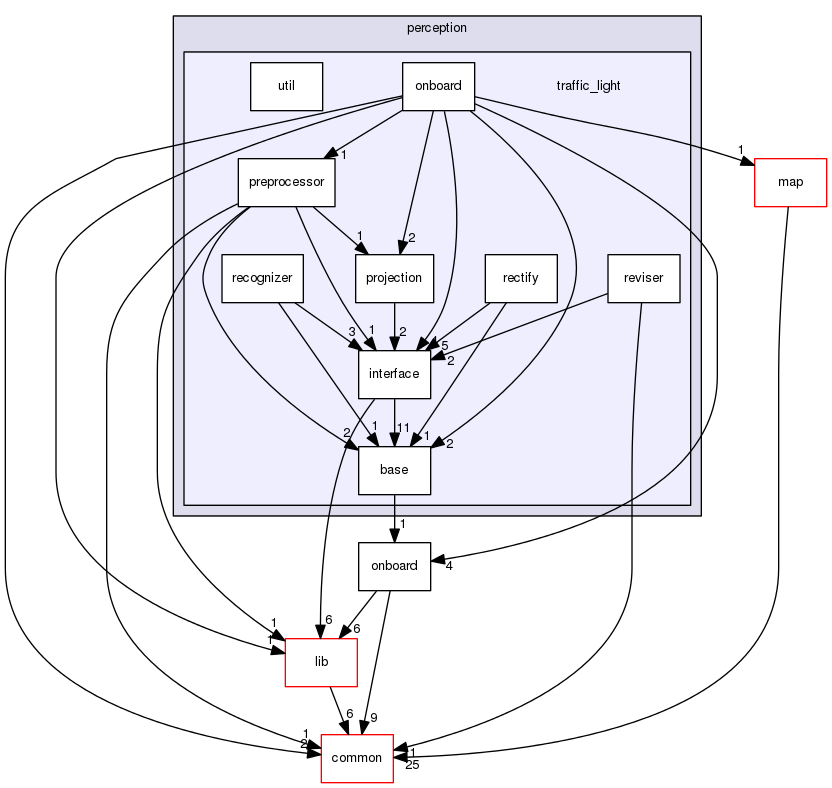 perception
util
onboard
traffic_light
1
1
preprocessor
map
1
2
recognizer
projection
rectify
reviser
3
1
2
5
2
interface
2
1
11
1
2
base
1
onboard
4
1
1
6
6
lib
6
9
1
2
1
25
common